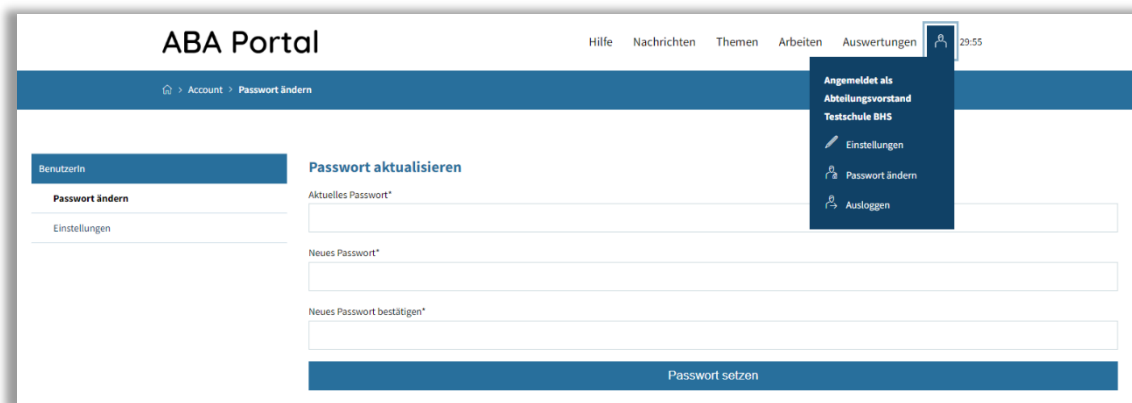 ABA Portal
Hilfe Nachrichten Themen Arbeiten Auswertungen 29:55
Account > Passwort ändern
Angemeldet als
Abteilungsvorstand
Testschule BHS
Einstellungen
Passwort ändern
Ausloggen
BenutzerIn
Passwort ändern
Einstellungen
Passwort aktualisieren
Aktuelles Passwort*
Neues Passwort*
Neues Passwort bestätigen*
Passwort setzen